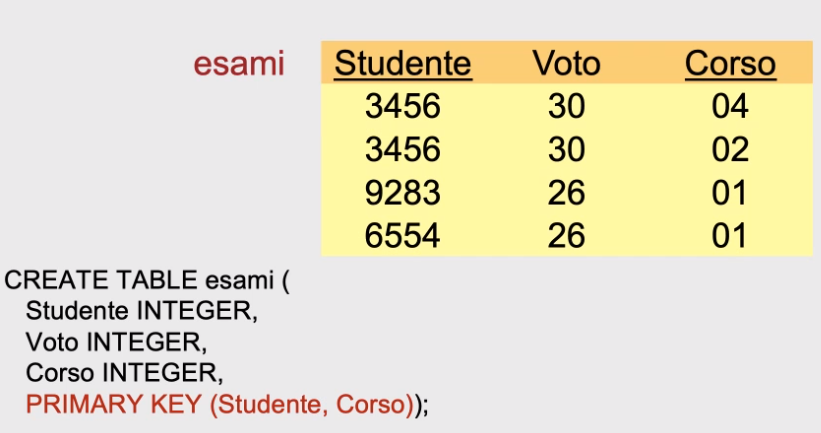 esami Studente Voto Corso
3456 30 04
3456 30 02
9283 26 01
6554 26 01
CREATE TABLE esami (
Studente INTEGER,
Voto INTEGER,
Corso INTEGER,
PRIMARY KEY (Studente, Corso));